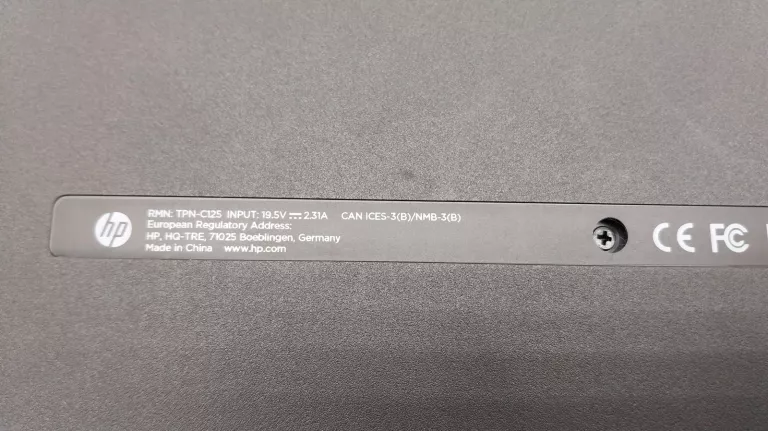 hp
RMN: TPN-C125 INPUT: 19.5V⎓2.31A CAN ICES-3(B)/NMB-3(B)
European Regulatory Address:
HP, HQ-TRE, 71025 Boeblingen, Germany
Made in China www.hp.com
CE FC